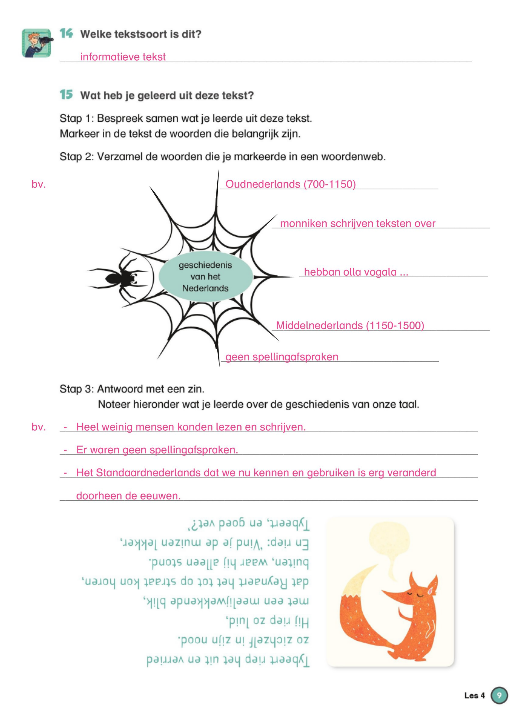 14 Welke tekstsoort is dit?
informatieve tekst
15 Wat heb je geleerd uit deze tekst?
Stap 1: Bespreek samen wat je leerde uit deze tekst.
Markeer in de tekst de woorden die belangrijk zijn.
Stap 2: Verzamel de woorden die je markeerde in een woordenweb.
bv.
Oudnederlands (700-1150)
monniken schrijven teksten over
geschiedenis
van het
Nederlands
hebban olla vogala ...
Middelnederlands (1150-1500)
geen spellingafspraken
Stap 3: Antwoord met een zin.
Noteer hieronder wat je leerde over de geschiedenis van onze taal.
bv. - Heel weinig mensen konden lezen en schrijven.
- Er waren geen spellingafspraken.
- Het Standaardnederlands dat we nu kennen en gebruiken is erg veranderd
doorheen de eeuwen.
Tybeert riep het uit en verried
zo zichzelf in zijn nood.
Hij riep zo luid,
met een meelijwekkende blik,
dat Reynaert het tot op straat kon horen,
buiten, waar hij alleen stond.
En riep: 'Vind je de muizen lekker,
Tybeert, en goed vet?'
Les 4 9